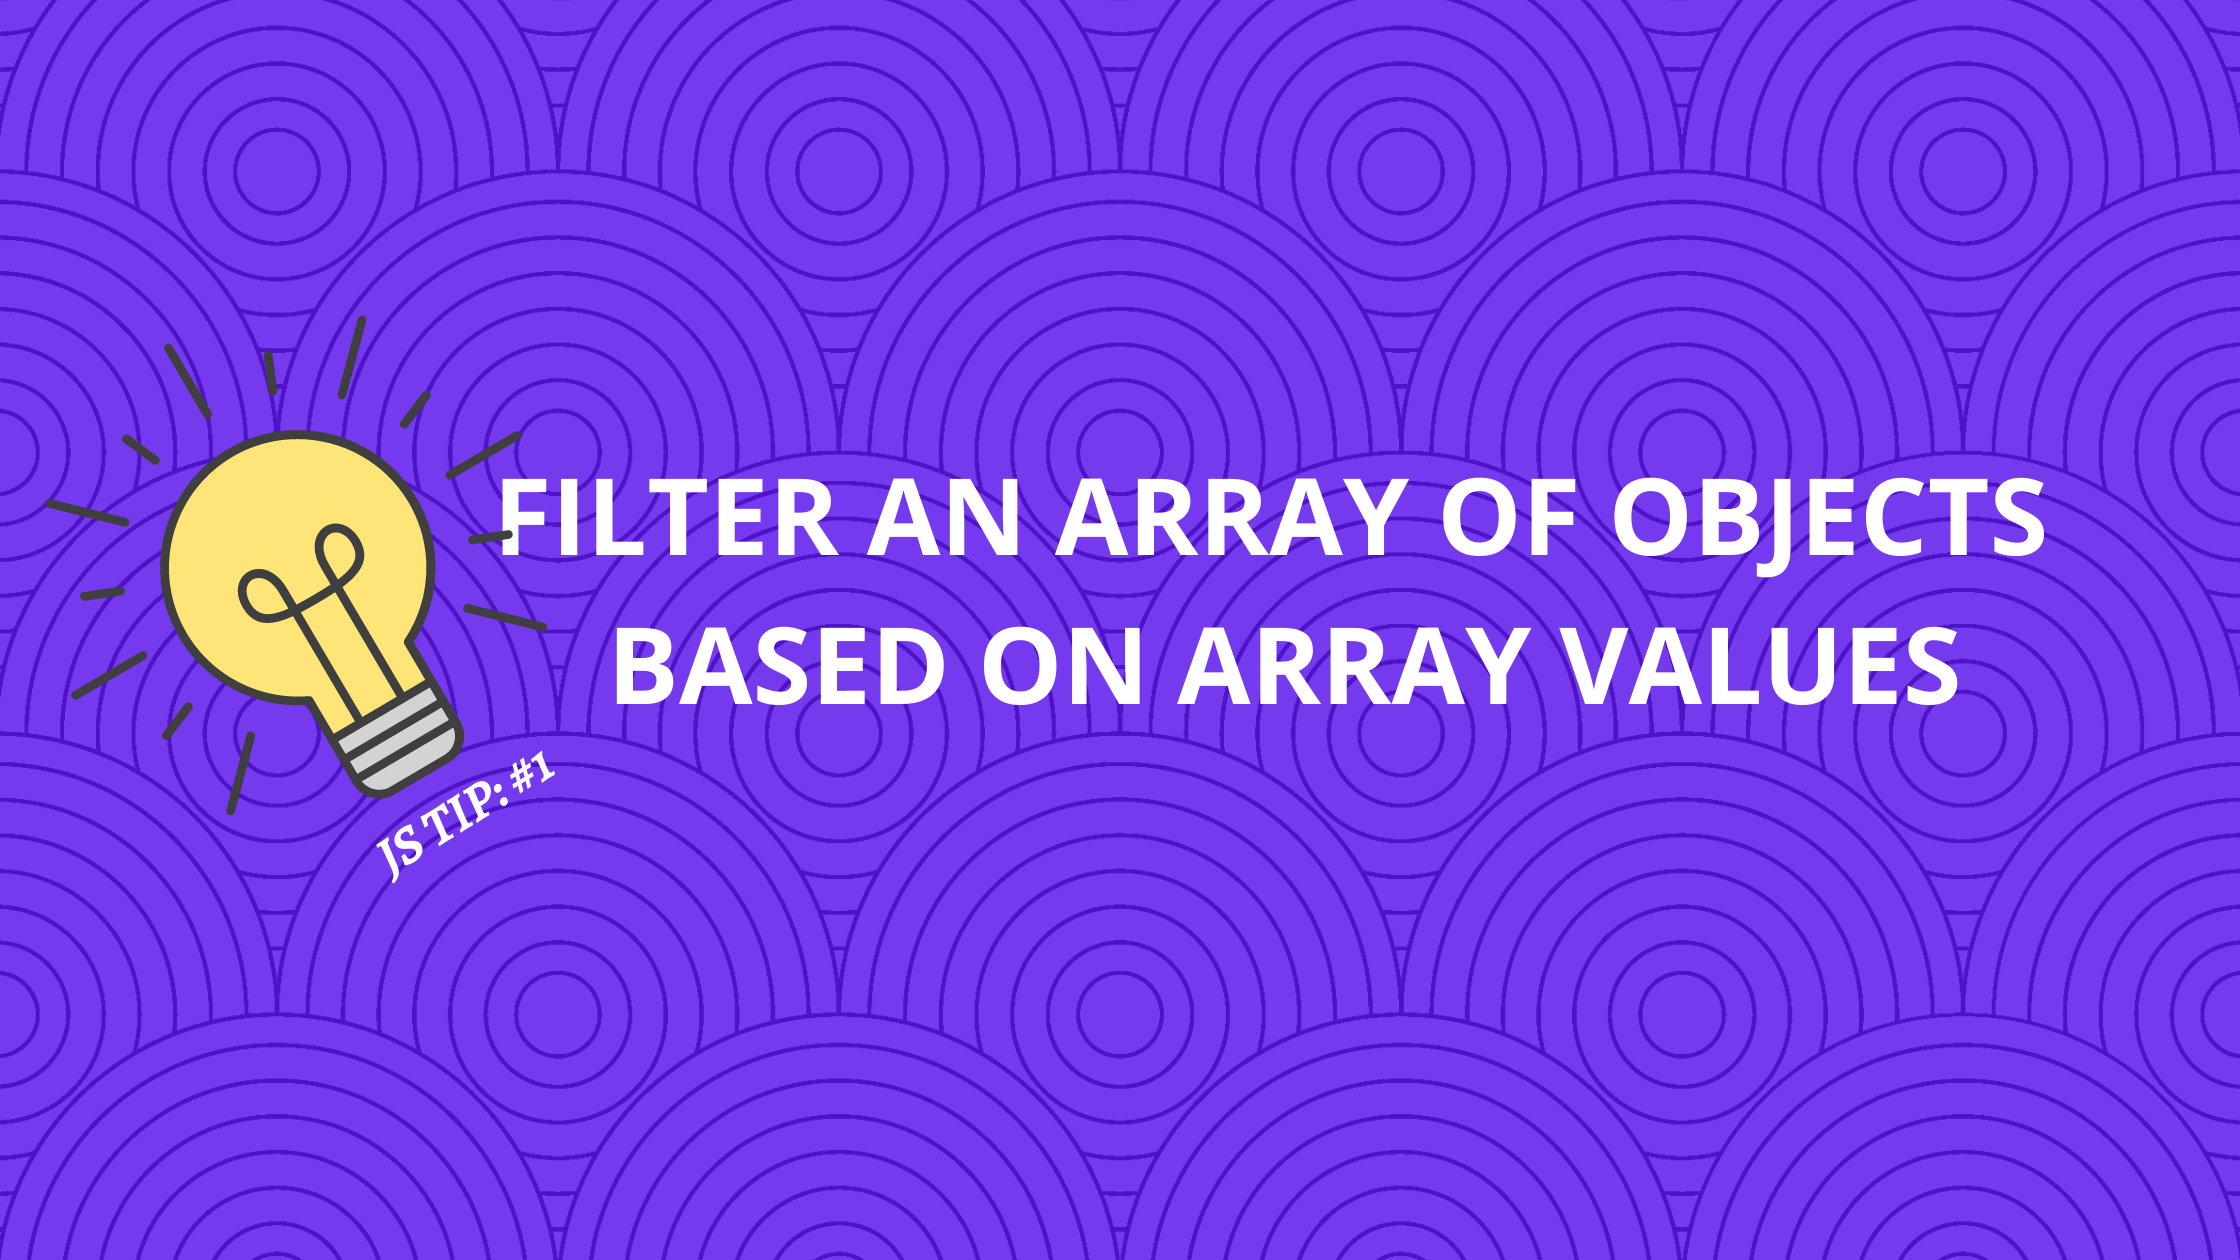 FILTER AN ARRAY OF OBJECTS
BASED ON ARRAY VALUES
JS TIP: #1